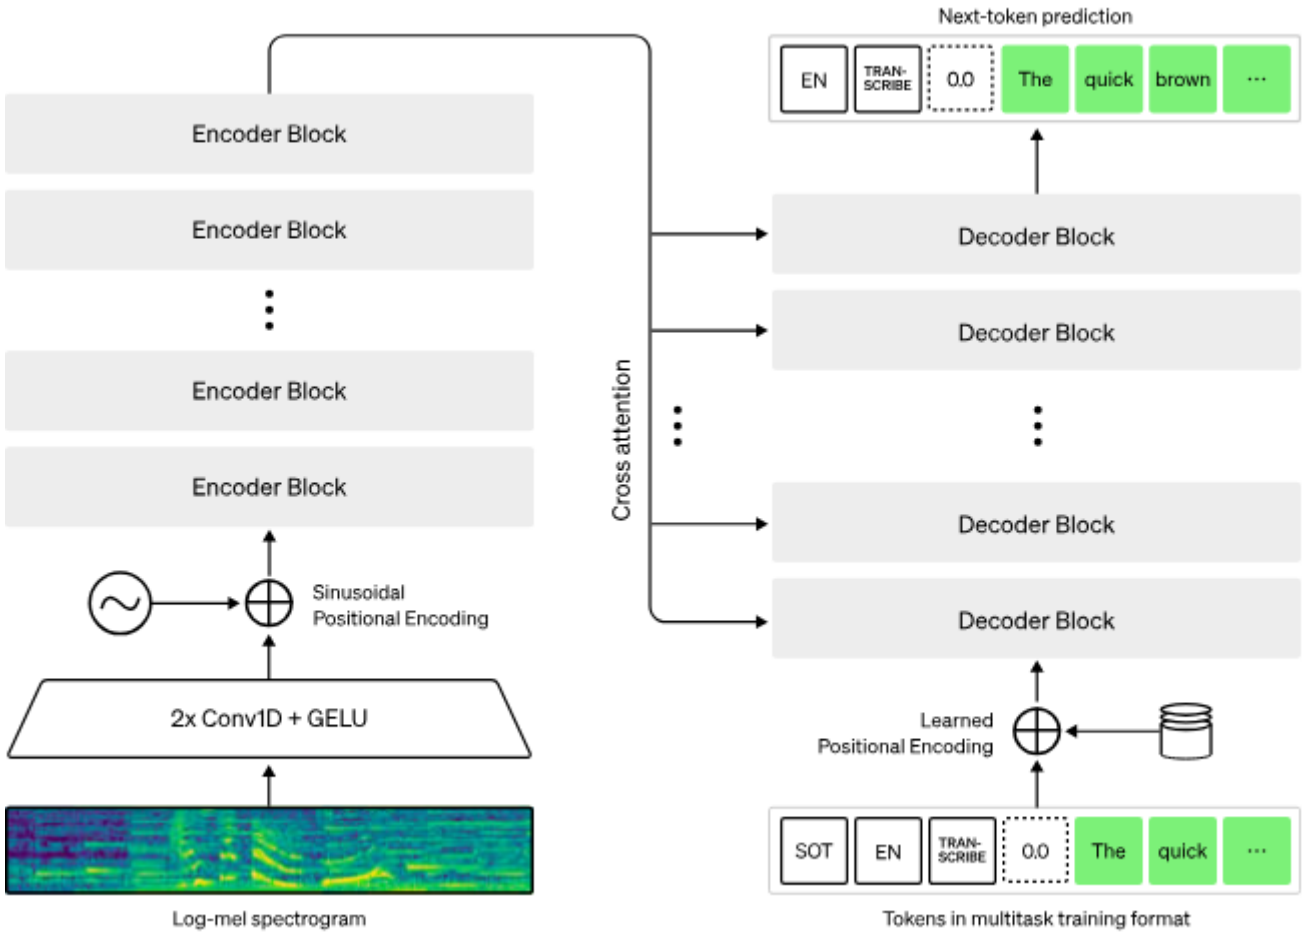 Next-token prediction
EN
TRAN-
SCRIBE
0.0
The
quick
brown
...
Encoder Block
Encoder Block
Encoder Block
Encoder Block
Sinusoidal
Positional Encoding
2x Conv1D + GELU
Log-mel spectrogram
Cross attention
Decoder Block
Decoder Block
Decoder Block
Decoder Block
Learned
Positional Encoding
SOT
EN
TRAN-
SCRIBE
0.0
The
quick
...
Tokens in multitask training format